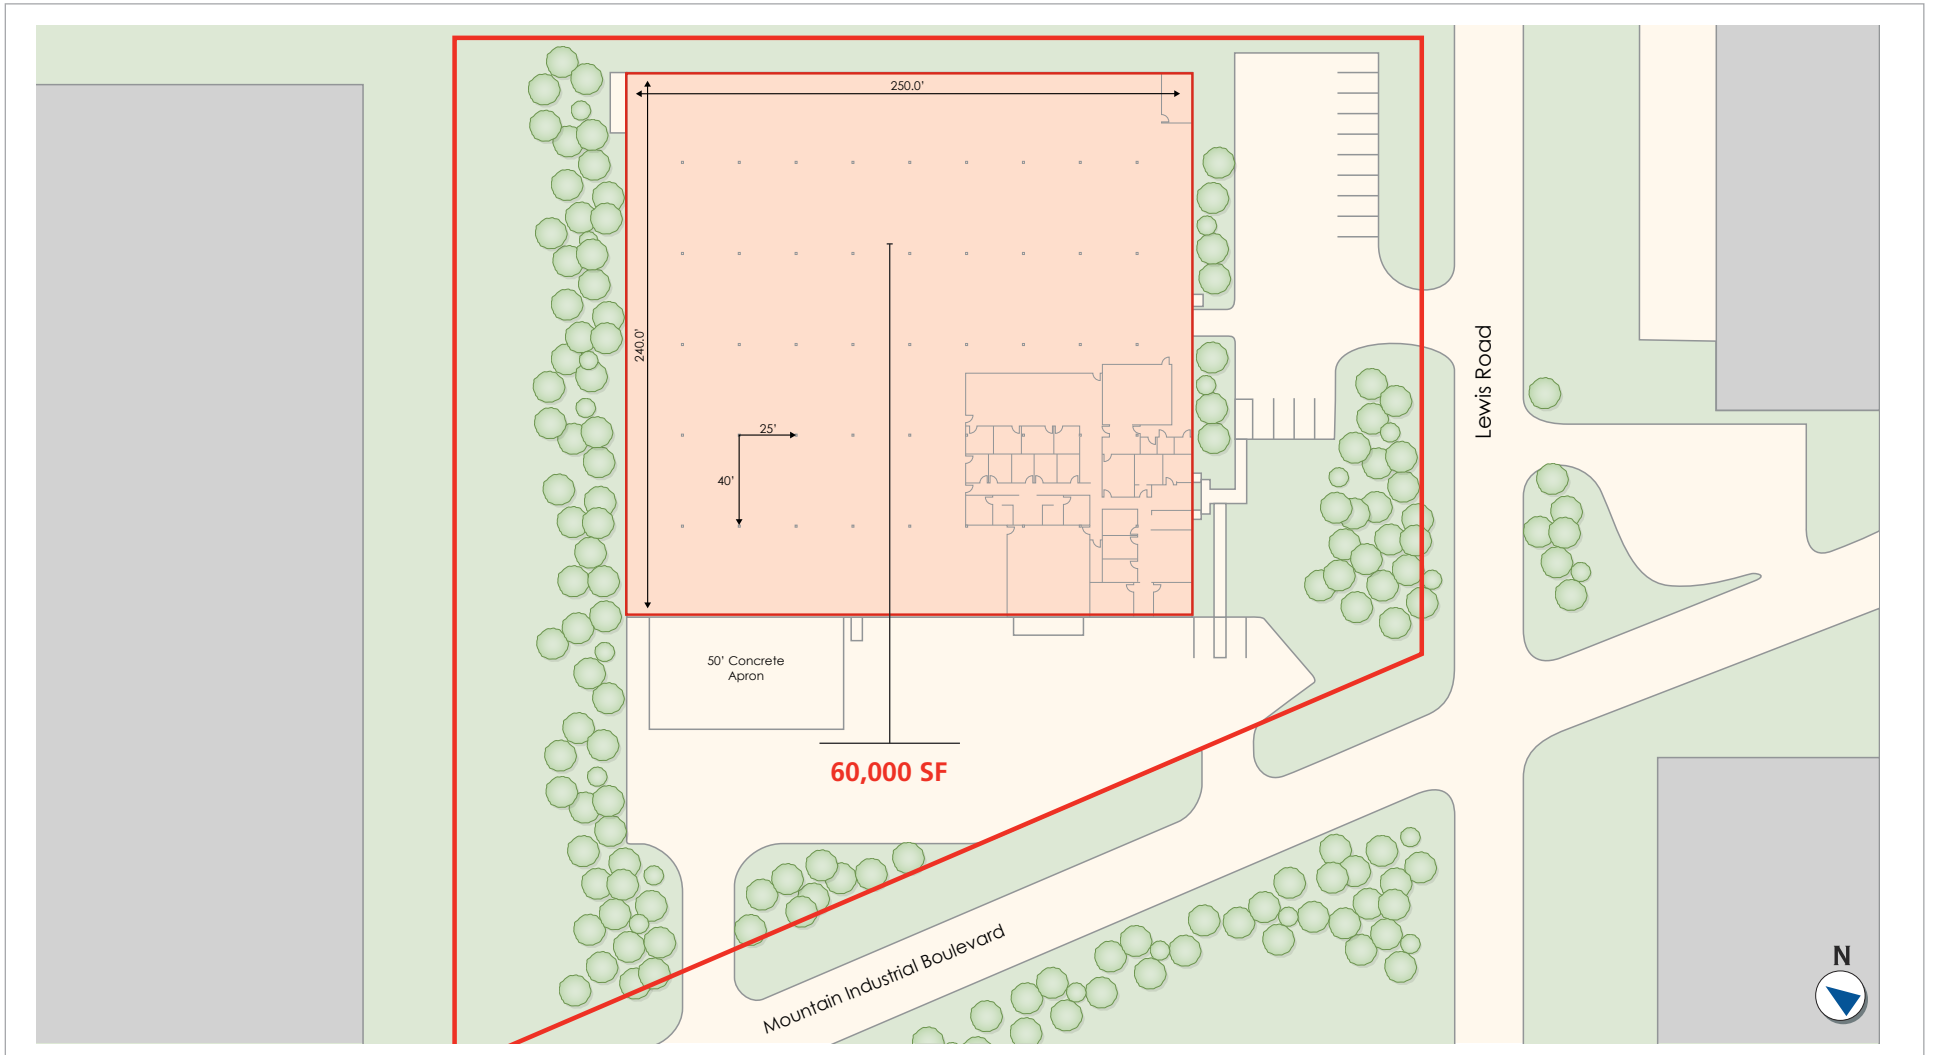 250.0'
240.0'
25'
40'
50' Concrete
Apron
60,000 SF
Lewis Road
Mountain Industrial Boulevard
N